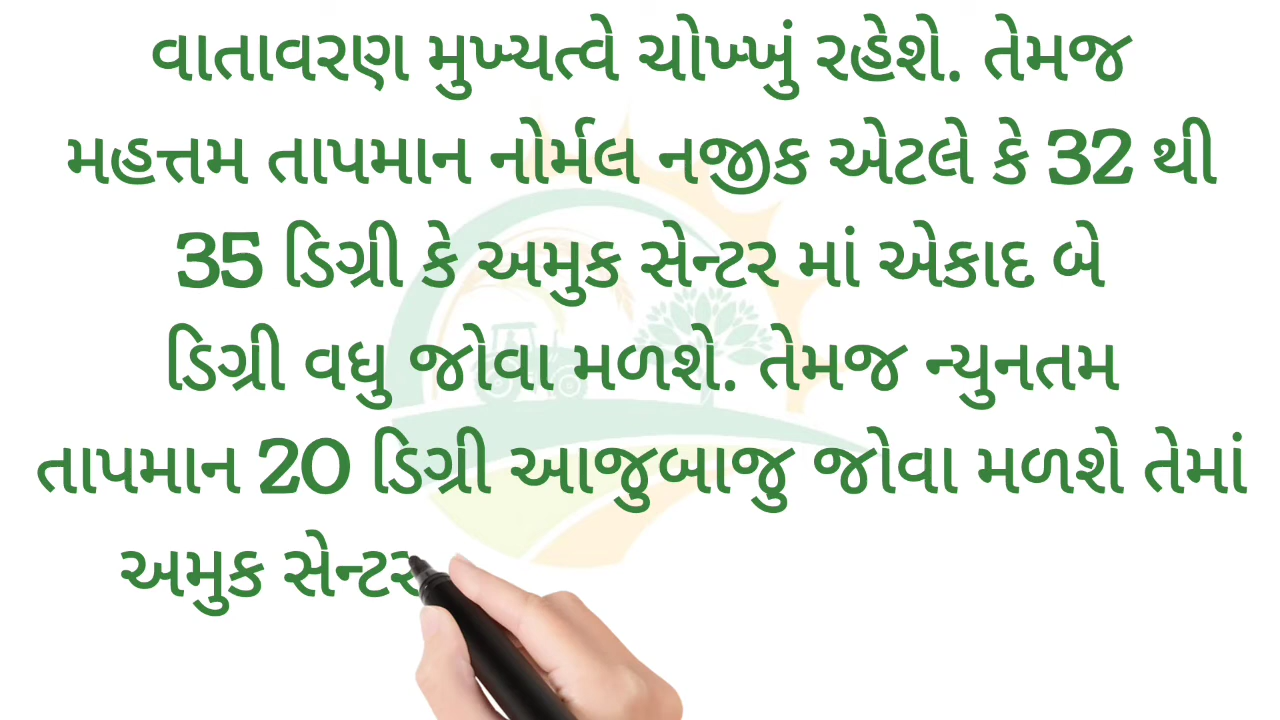 વાતાવરણ મુખ્યત્વે ચોખ્ખું રહેશે. તેમજ
મહત્તમ તાપમાન નોર્મલ નજીક એટલે કે 32 થી
35 ડિગ્રી કે અમુક સેન્ટર માં એકાદ બે
ડિગ્રી વધુ જોવા મળશે. તેમજ ન્યુનતમ
તાપમાન 20 ડિગ્રી આજુબાજુ જોવા મળશે તેમાં
અમુક સેન્ટર